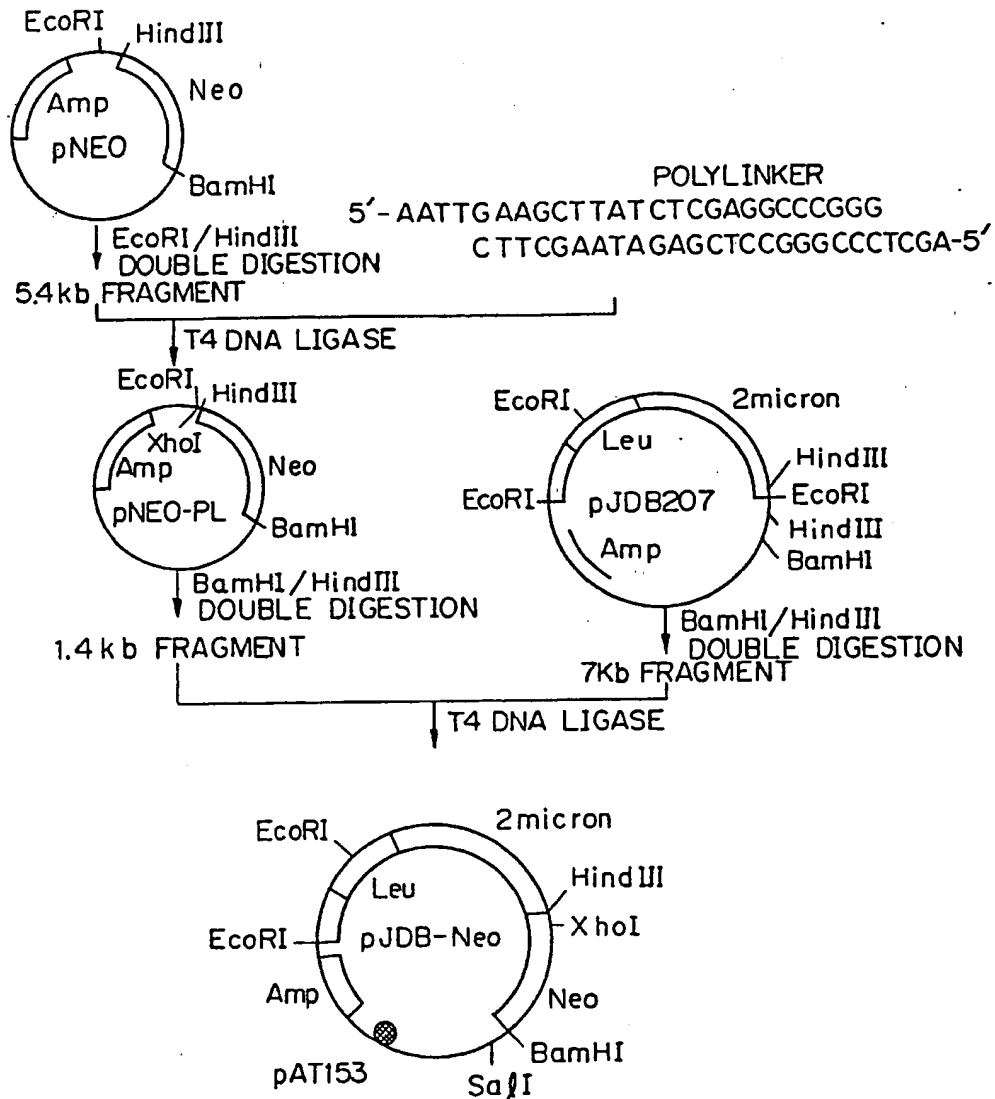 EcoRI
HindIII
Amp
Neo
pNEO
BamHI
POLYLINKER
5′-AATTGAAGCTTATCTCGAGGCCCGGG
CTTCGAATAGAGCTCCGGGCCCTCGA-5′
EcoRI/HindIII
DOUBLE DIGESTION
5.4kb FRAGMENT
T4 DNA LIGASE
EcoRI
HindIII
XhoI
Amp
Neo
pNEO-PL
BamHI
EcoRI
2micron
Leu
HindIII
EcoRI
pJDB207
EcoRI
HindIII
Amp
BamHI
BamHI/HindIII
DOUBLE DIGESTION
1.4kb FRAGMENT
BamHI/HindIII
DOUBLE DIGESTION
7Kb FRAGMENT
T4 DNA LIGASE
EcoRI
2micron
Leu
HindIII
XhoI
EcoRI
pJDB-Neo
Amp
Neo
BamHI
pAT153
SalI